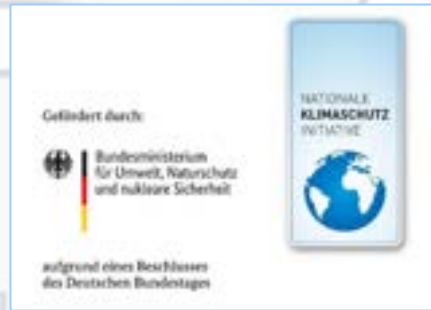 Gefördert durch:
Bundesministerium
für Umwelt, Naturschutz
und nukleare Sicherheit
aufgrund eines Beschlusses
des Deutschen Bundestages
NATIONALE
KLIMASCHUTZ
INITIATIVE